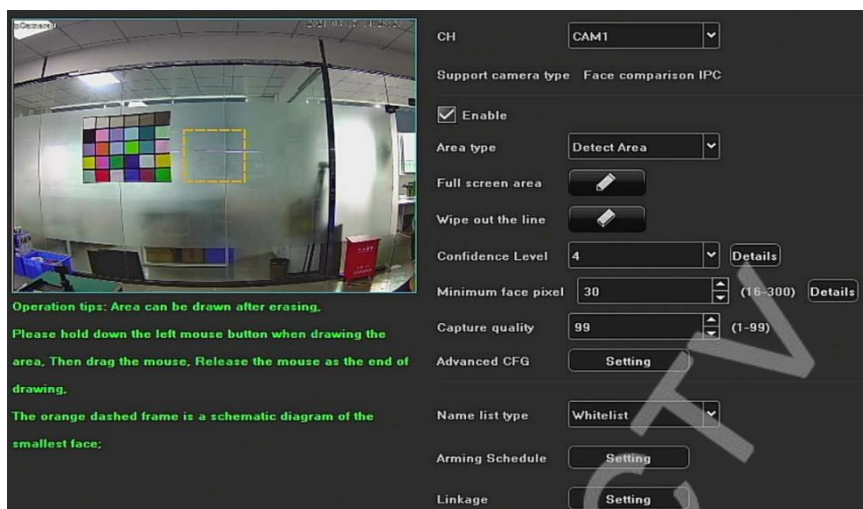 CH CAM1
Support camera type Face comparison IPC
Enable
Area type Detect Area
Full screen area
Wipe out the line
Confidence Level 4 Details
Minimum face pixel 30 (16-300) Details
Capture quality 99 (1-99)
Advanced CFG Setting
Name list type Whitelist
Arming Schedule Setting
Linkage Setting
Operation tips: Area can be drawn after erasing,
Please hold down the left mouse button when drawing the
area, Then drag the mouse, Release the mouse as the end of
drawing,
The orange dashed frame is a schematic diagram of the
smallest face;
CTV